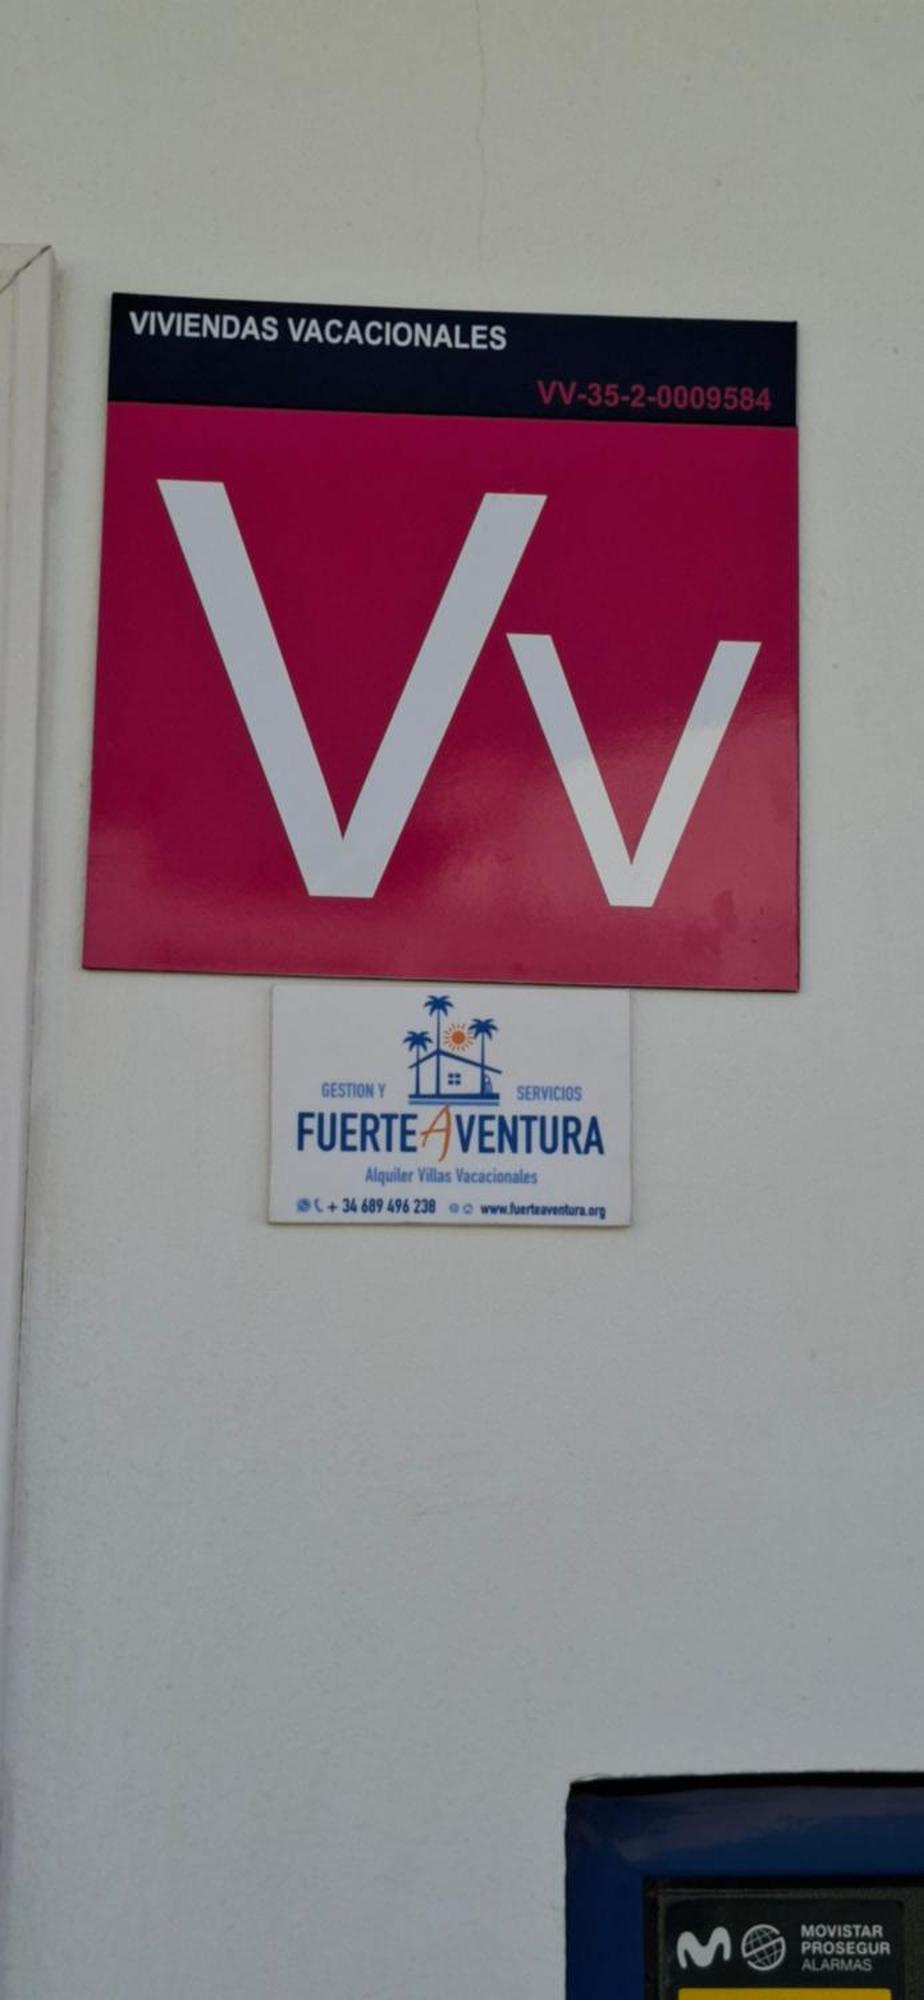 VIVIENDAS VACACIONALES
VV-35-2-0009584
Vv
GESTION Y SERVICIOS
FUERTEAVENTURA
Alquiler Villas Vacacionales
+ 34 689 496 238 www.fuerteaventura.org
MOVISTAR
PROSEGUR
ALARMAS